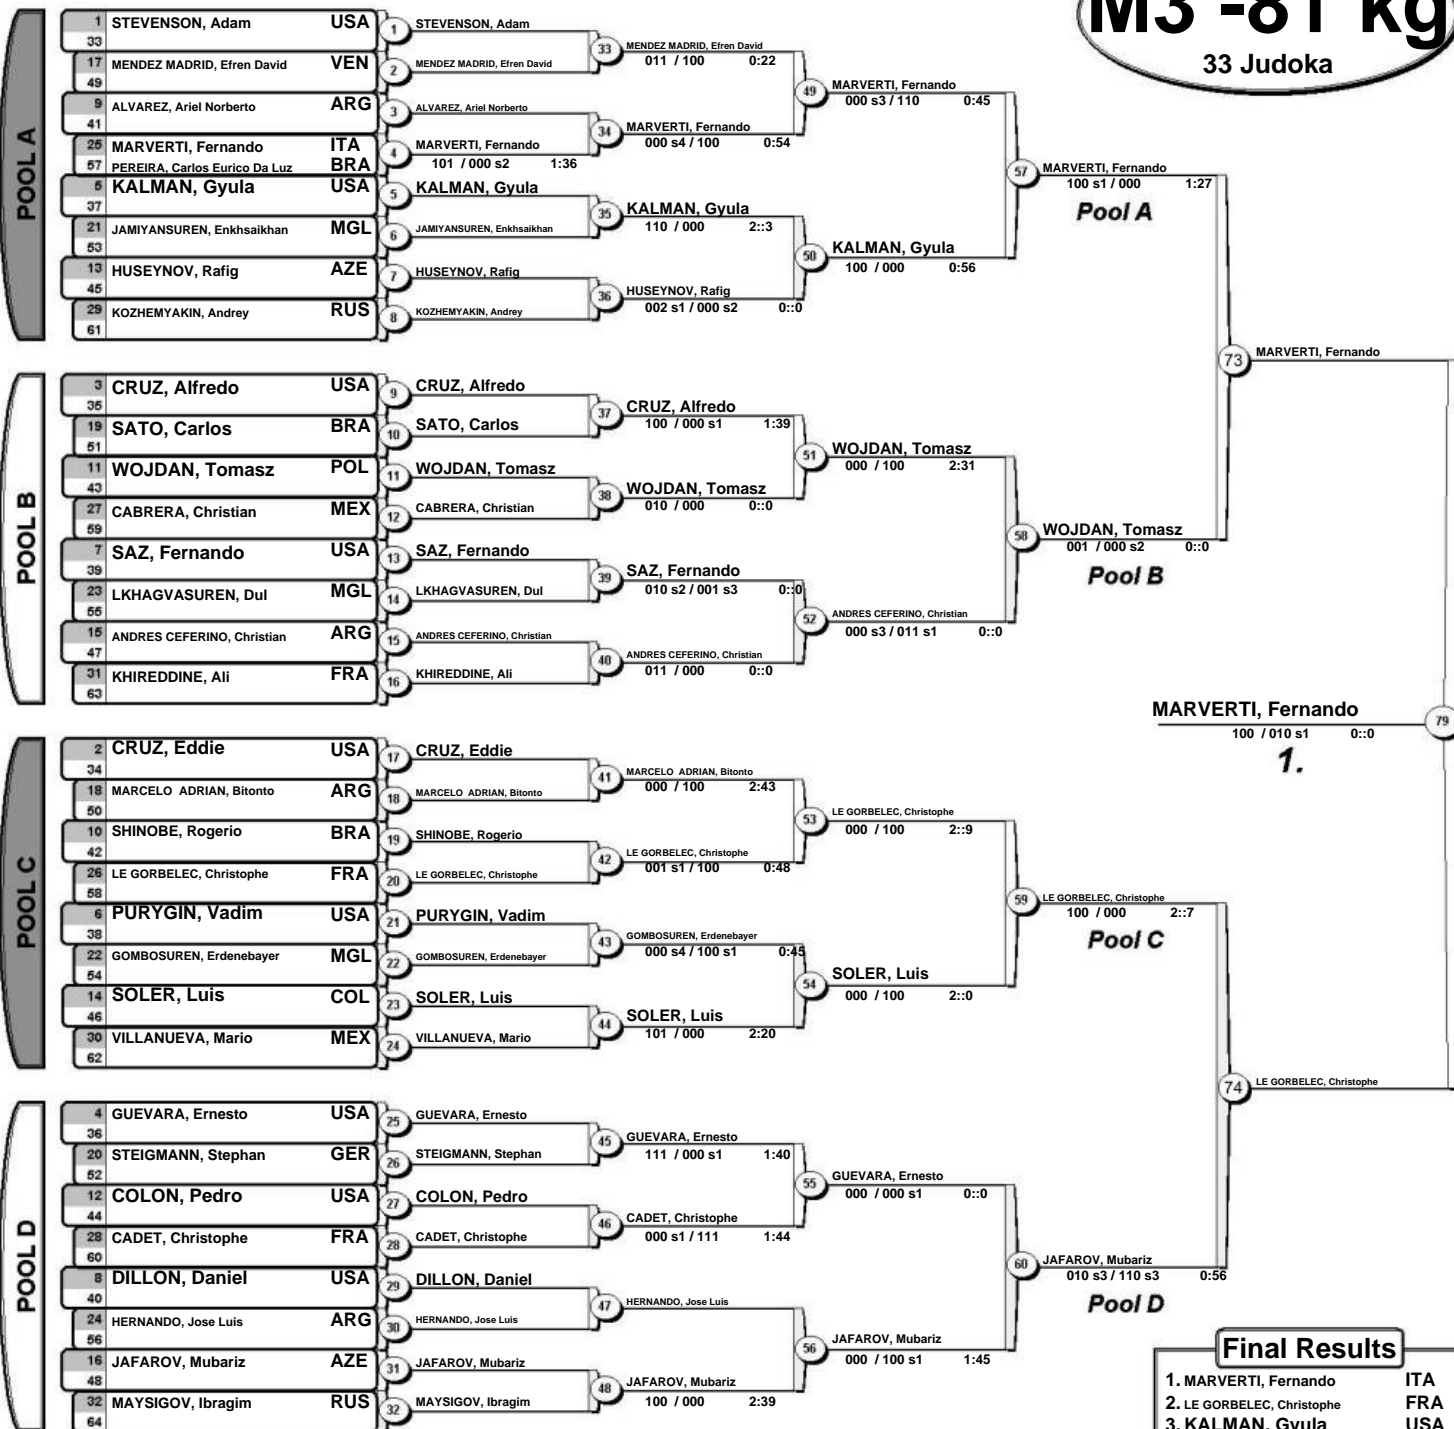 M3 -81 kg
33 Judoka
POOL A
1 STEVENSON, Adam USA
33
17 MENDEZ MADRID, Efren David VEN
49
9 ALVAREZ, Ariel Norberto ARG
41
25 MARVERTI, Fernando ITA
57 PEREIRA, Carlos Eurico Da Luz BRA
5 KALMAN, Gyula USA
37
21 JAMIYANSUREN, Enkhsaikhan MGL
53
13 HUSEYNOV, Rafig AZE
45
29 KOZHEMYAKIN, Andrey RUS
61
1 STEVENSON, Adam
2 MENDEZ MADRID, Efren David
3 ALVAREZ, Ariel Norberto
4 MARVERTI, Fernando
101 / 000 s2 1:36
5 KALMAN, Gyula
6 JAMIYANSUREN, Enkhsaikhan
7 HUSEYNOV, Rafig
8 KOZHEMYAKIN, Andrey
33 MENDEZ MADRID, Efren David
011 / 100 0:22
34 MARVERTI, Fernando
000 s4 / 100 0:54
35 KALMAN, Gyula
110 / 000 2::3
36 HUSEYNOV, Rafig
002 s1 / 000 s2 0::0
49 MARVERTI, Fernando
000 s3 / 110 0:45
50 KALMAN, Gyula
100 / 000 0:56
57 MARVERTI, Fernando
100 s1 / 000 1:27
Pool A
POOL B
3 CRUZ, Alfredo USA
35
19 SATO, Carlos BRA
51
11 WOJDAN, Tomasz POL
43
27 CABRERA, Christian MEX
59
7 SAZ, Fernando USA
39
23 LKHAGVASUREN, Dul MGL
55
15 ANDRES CEFERINO, Christian ARG
47
31 KHIREDDINE, Ali FRA
63
9 CRUZ, Alfredo
10 SATO, Carlos
11 WOJDAN, Tomasz
12 CABRERA, Christian
13 SAZ, Fernando
14 LKHAGVASUREN, Dul
15 ANDRES CEFERINO, Christian
16 KHIREDDINE, Ali
37 CRUZ, Alfredo
100 / 000 s1 1:39
38 WOJDAN, Tomasz
010 / 000 0::0
39 SAZ, Fernando
010 s2 / 001 s3 0::0
40 ANDRES CEFERINO, Christian
011 / 000 0::0
51 WOJDAN, Tomasz
000 / 100 2:31
52 ANDRES CEFERINO, Christian
000 s3 / 011 s1 0::0
58 WOJDAN, Tomasz
001 / 000 s2 0::0
Pool B
73 MARVERTI, Fernando
MARVERTI, Fernando 79
100 / 010 s1 0::0
1.
POOL C
2 CRUZ, Eddie USA
34
18 MARCELO ADRIAN, Bitonto ARG
50
10 SHINOBE, Rogerio BRA
42
26 LE GORBELEC, Christophe FRA
58
6 PURYGIN, Vadim USA
38
22 GOMBOSUREN, Erdenebayer MGL
54
14 SOLER, Luis COL
46
30 VILLANUEVA, Mario MEX
62
17 CRUZ, Eddie
18 MARCELO ADRIAN, Bitonto
19 SHINOBE, Rogerio
20 LE GORBELEC, Christophe
21 PURYGIN, Vadim
22 GOMBOSUREN, Erdenebayer
23 SOLER, Luis
24 VILLANUEVA, Mario
41 MARCELO ADRIAN, Bitonto
000 / 100 2:43
42 LE GORBELEC, Christophe
001 s1 / 100 0:48
43 GOMBOSUREN, Erdenebayer
000 s4 / 100 s1 0:45
44 SOLER, Luis
101 / 000 2:20
53 LE GORBELEC, Christophe
000 / 100 2::9
54 SOLER, Luis
000 / 100 2::0
59 LE GORBELEC, Christophe
100 / 000 2::7
Pool C
POOL D
4 GUEVARA, Ernesto USA
36
20 STEIGMANN, Stephan GER
52
12 COLON, Pedro USA
44
28 CADET, Christophe FRA
60
8 DILLON, Daniel USA
40
24 HERNANDO, Jose Luis ARG
56
16 JAFAROV, Mubariz AZE
48
32 MAYSIGOV, Ibragim RUS
64
25 GUEVARA, Ernesto
26 STEIGMANN, Stephan
27 COLON, Pedro
28 CADET, Christophe
29 DILLON, Daniel
30 HERNANDO, Jose Luis
31 JAFAROV, Mubariz
32 MAYSIGOV, Ibragim
45 GUEVARA, Ernesto
111 / 000 s1 1:40
46 CADET, Christophe
000 s1 / 111 1:44
47 HERNANDO, Jose Luis
48 JAFAROV, Mubariz
100 / 000 2:39
55 GUEVARA, Ernesto
000 / 000 s1 0::0
56 JAFAROV, Mubariz
000 / 100 s1 1:45
60 JAFAROV, Mubariz
010 s3 / 110 s3 0:56
Pool D
74 LE GORBELEC, Christophe
Final Results
1. MARVERTI, Fernando ITA
2. LE GORBELEC, Christophe FRA
3. KALMAN, Gyula USA